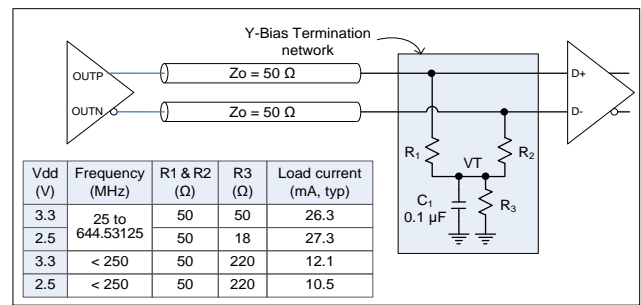 Y-Bias Termination
network
OUTP
OUTN
Zo = 50 Ω
Zo = 50 Ω
D+
D-
R1
R2
VT
C1
0.1 µF
R3
Vdd (V) Frequency (MHz) R1 & R2 (Ω) R3 (Ω) Load current (mA, typ)
3.3 25 to 644.53125 50 50 26.3
2.5 50 18 27.3
3.3 < 250 50 220 12.1
2.5 < 250 50 220 10.5